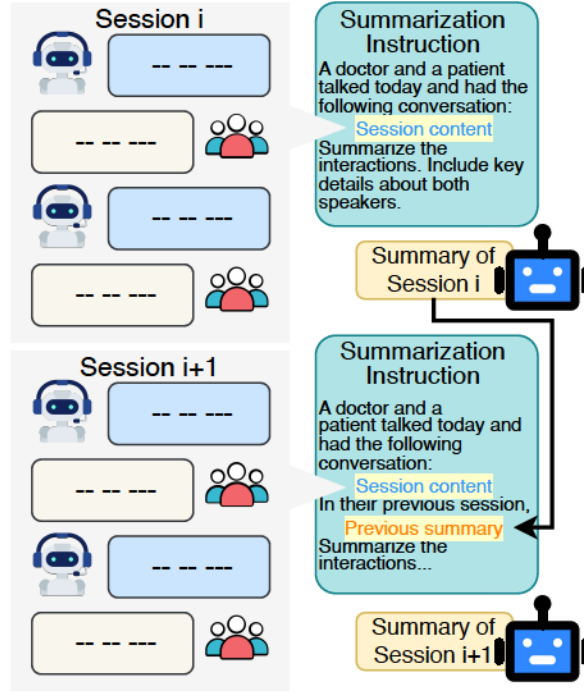 Session i
-- -- ---
-- -- ---
-- -- ---
-- -- ---
Summarization
Instruction
A doctor and a patient
talked today and had the
following conversation:
Session content
Summarize the
interactions. Include key
details about both
speakers.
Summary of
Session i
Session i+1
-- -- ---
-- -- ---
-- -- ---
-- -- ---
Summarization
Instruction
A doctor and a
patient talked today and
had the following
conversation:
Session content
In their previous session,
Previous summary
Summarize the
interactions...
Summary of
Session i+1